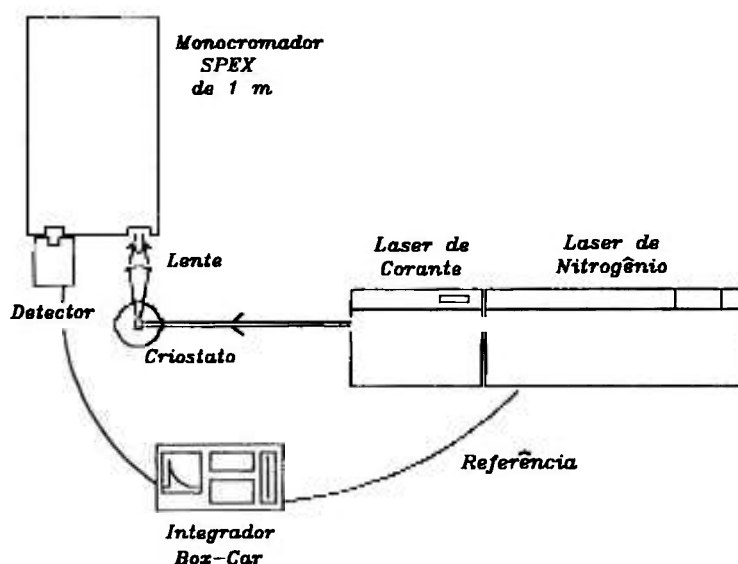 Monocromador
SPEX
de 1 m
Laser de
Corante
Laser de
Nitrogênio
Lente
Detector
Criostato
Referência
Integrador
Box-Car